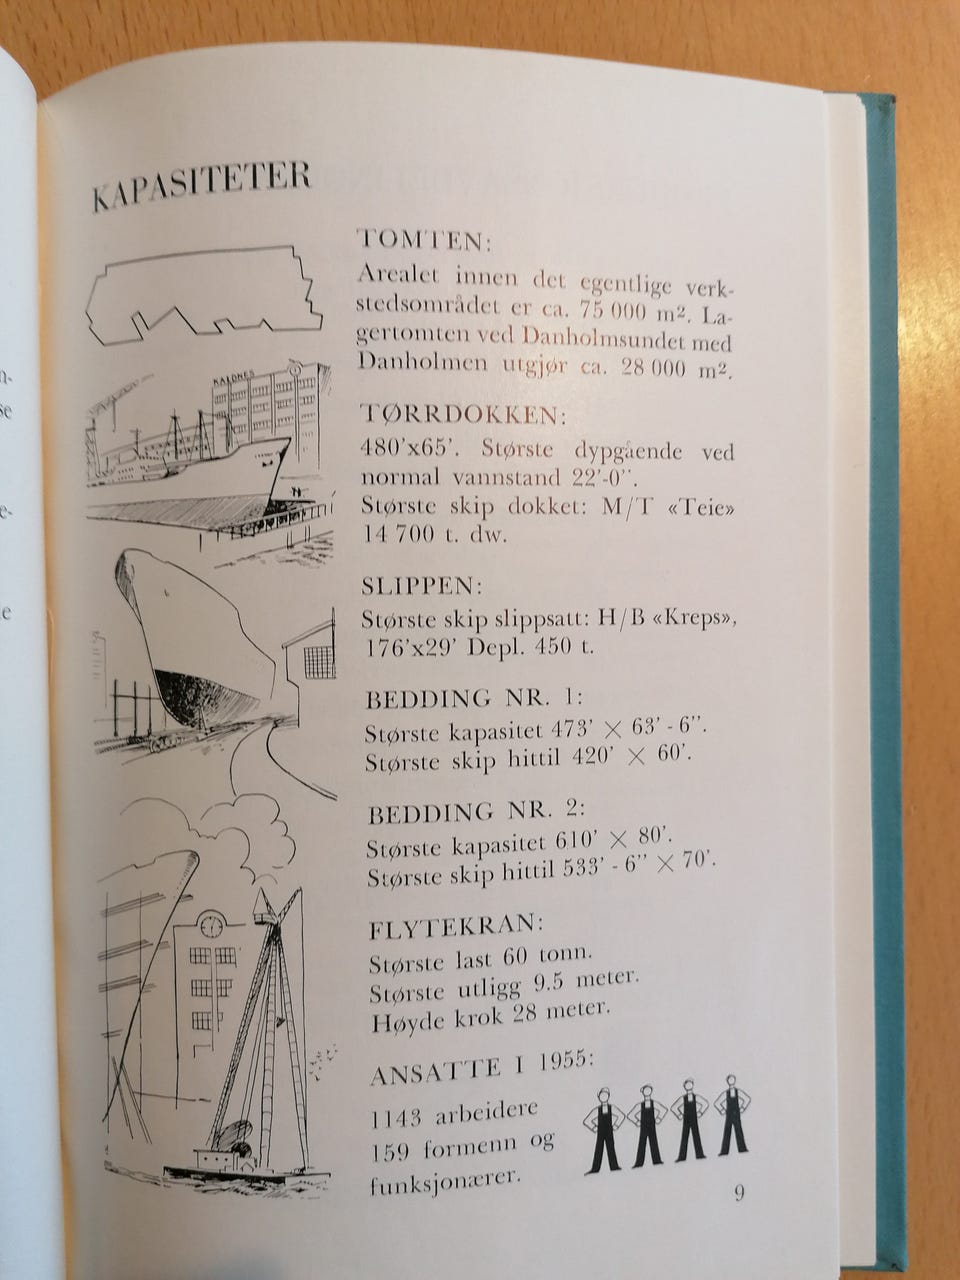 KAPASITETER
TOMTEN:
Arealet innen det egentlige verk-
stedsområdet er ca. 75 000 m². La-
gertomten ved Danholmsundet med
Danholmen utgjør ca. 28 000 m².
TØRRDOKKEN:
480'x65'. Største dypgående ved
normal vannstand 22'-0''.
Største skip dokket: M/T «Teie»
14 700 t. dw.
SLIPPEN:
Største skip slippsatt: H/B «Kreps»,
176'x29' Depl. 450 t.
BEDDING NR. 1:
Største kapasitet 473' × 63' - 6''.
Største skip hittil 420' × 60'.
BEDDING NR. 2:
Største kapasitet 610' × 80'.
Største skip hittil 533' - 6'' × 70'.
FLYTEKRAN:
Største last 60 tonn.
Største utligg 9.5 meter.
Høyde krok 28 meter.
ANSATTE I 1955:
1143 arbeidere
159 formenn og
funksjonærer.
9
KALDNES